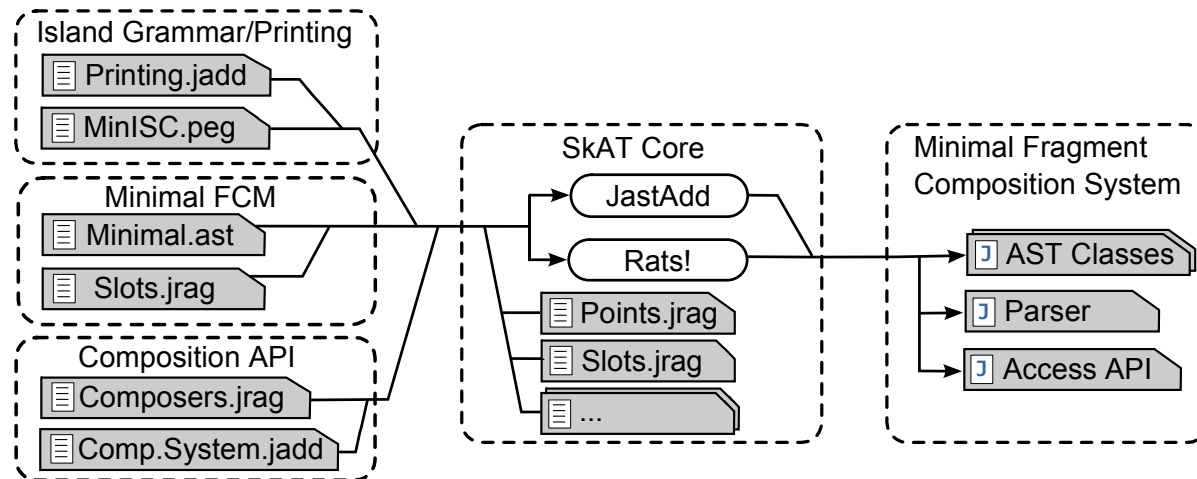 Island Grammar/Printing
Printing.jadd
MinISC.peg
Minimal FCM
Minimal.ast
Slots.jrag
Composition API
Composers.jrag
Comp.System.jadd
SkAT Core
JastAdd
Rats!
Points.jrag
Slots.jrag
...
Minimal Fragment
Composition System
J AST Classes
J Parser
J Access API